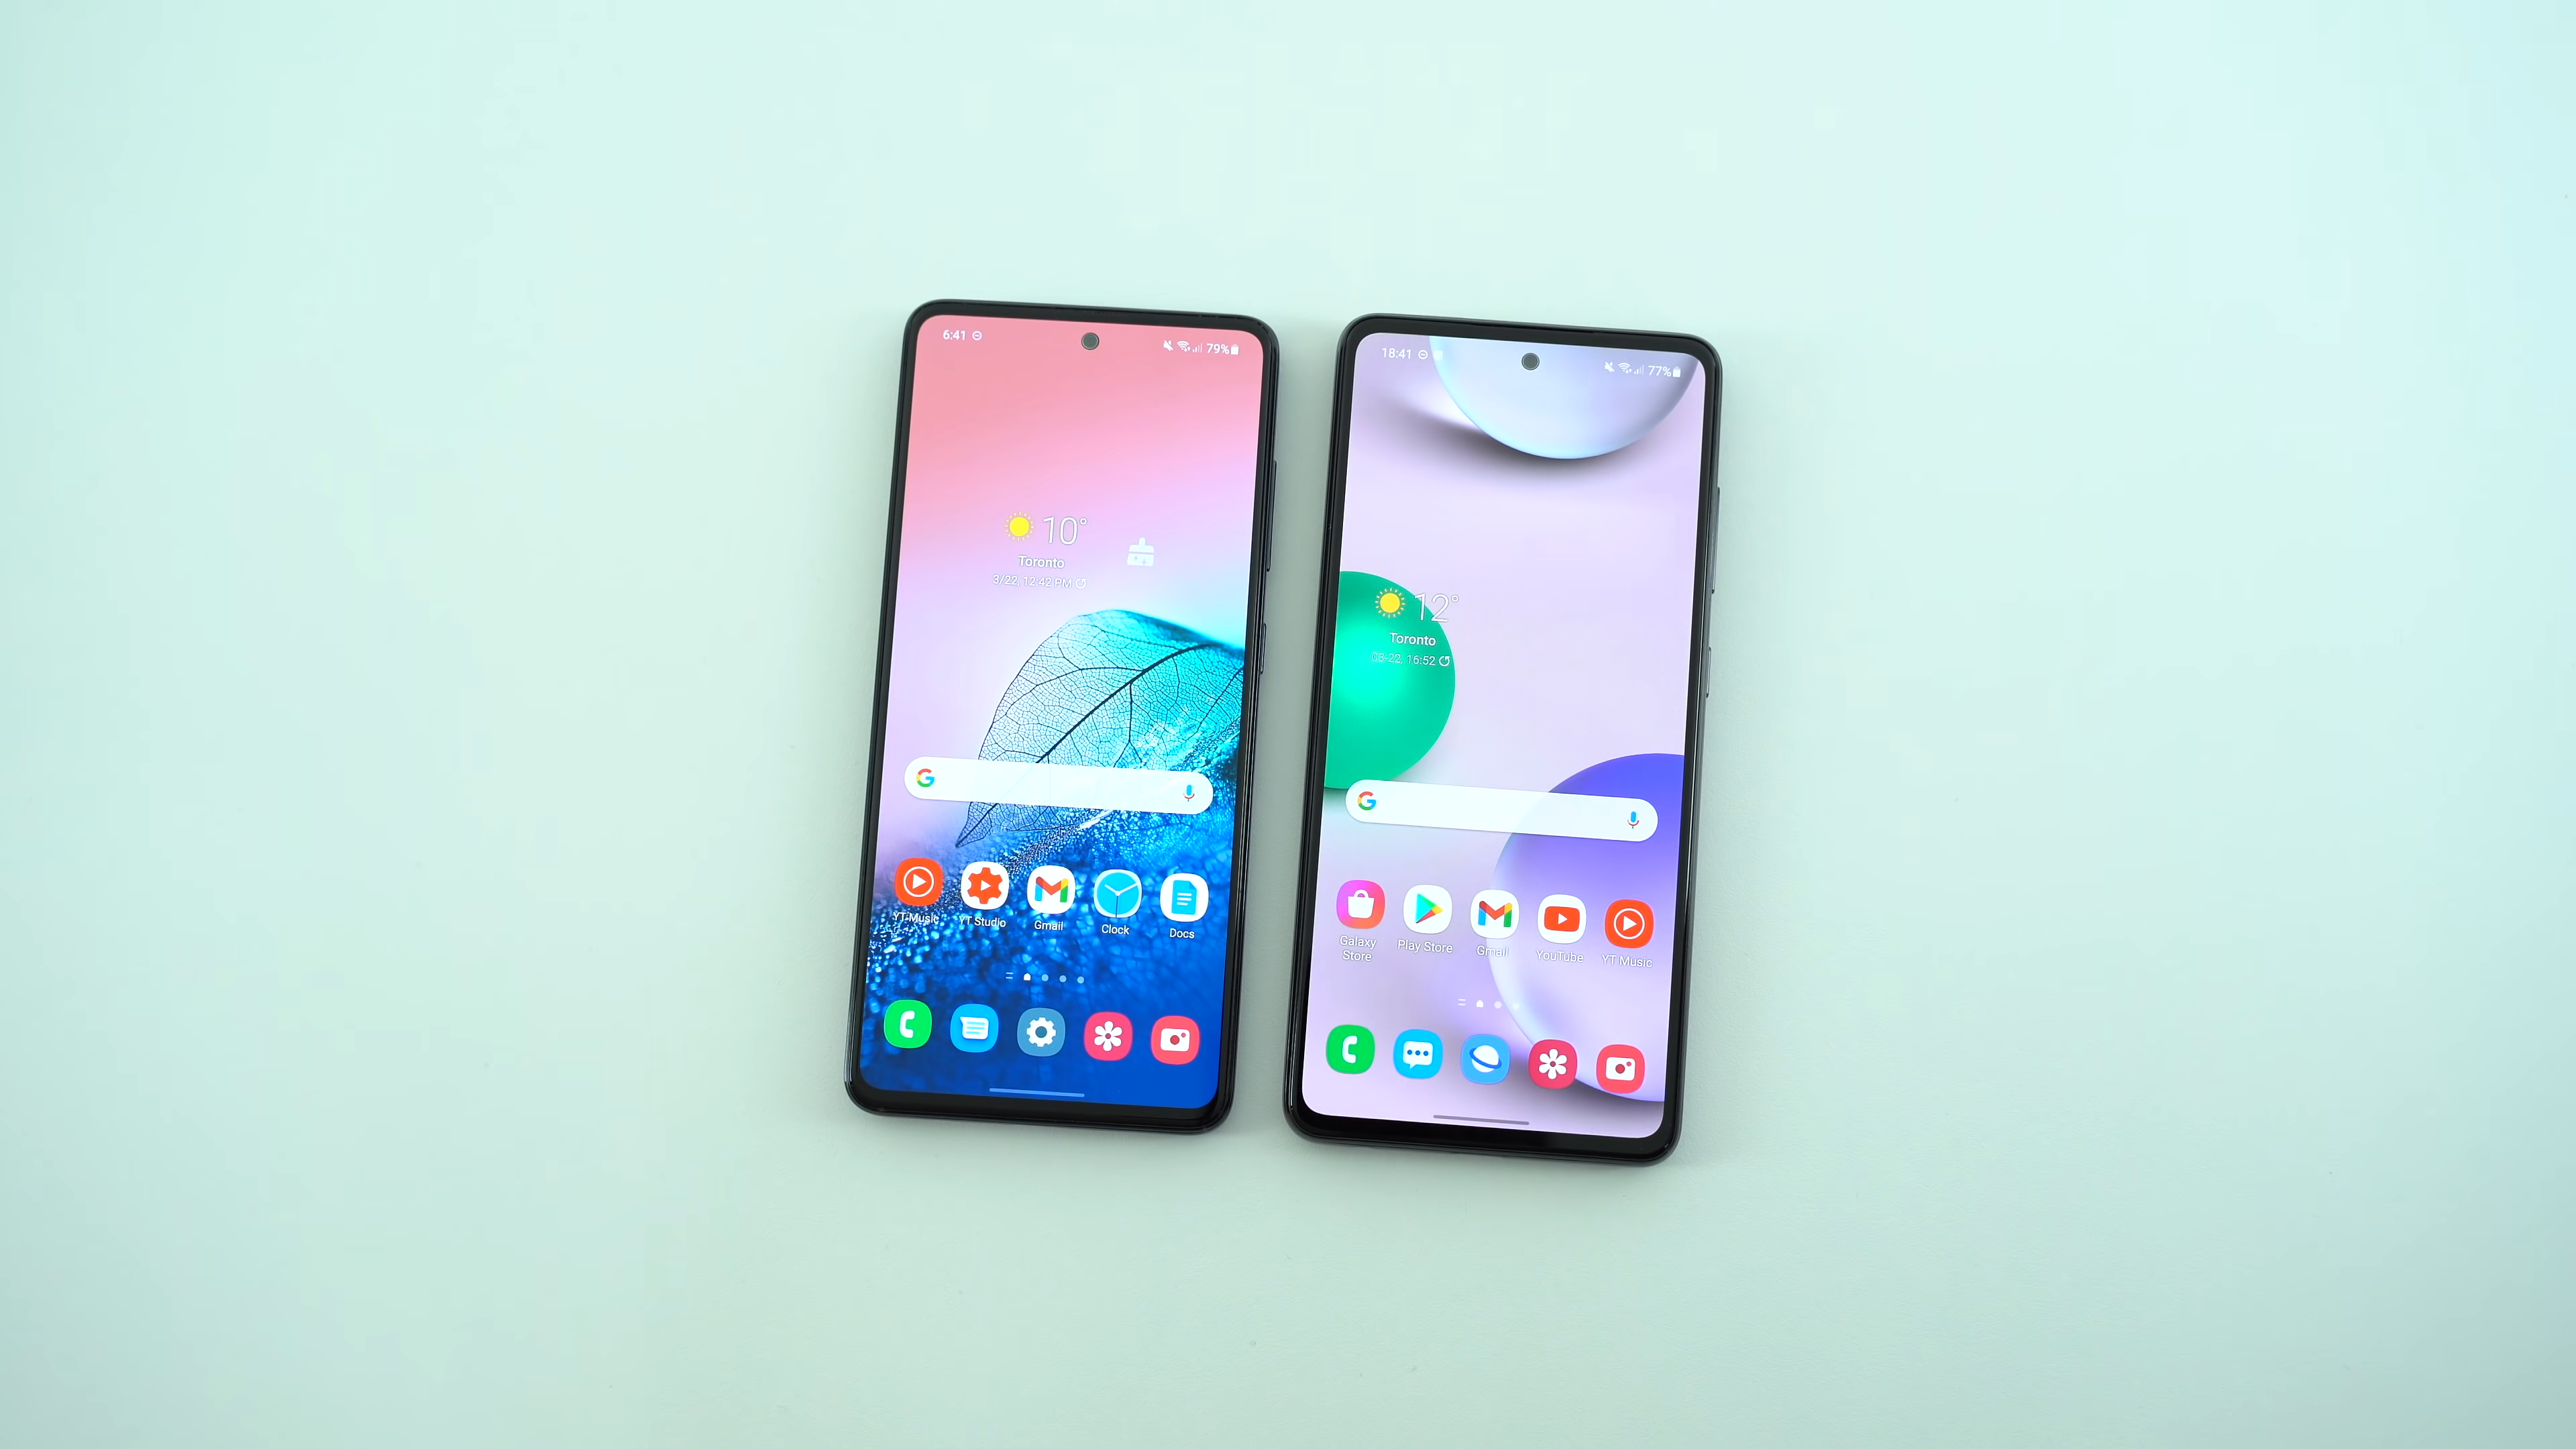 6:41
79%
10°
Toronto
3/22, 12:42 PM
G
YT Music
YT Studio
Gmail
Clock
Docs
18:41
77%
12°
Toronto
03-22, 16:52
G
Galaxy
Store
Play Store
Gmail
YouTube
YT Music